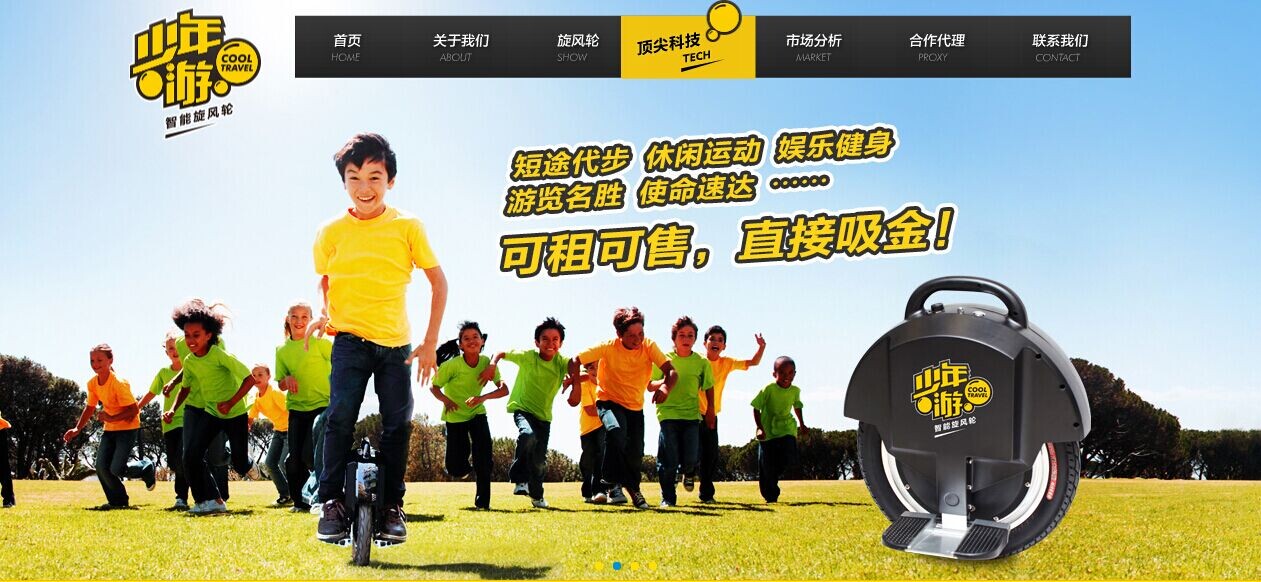 少年
游
COOL
TRAVEL
智能旋风轮
首页
HOME
关于我们
ABOUT
旋风轮
SHOW
顶尖科技
TECH
市场分析
MARKET
合作代理
PROXY
联系我们
CONTACT
短途代步 休闲运动 娱乐健身
游览名胜 使命速达 ……
可租可售，直接吸金！
少年
游
COOL
TRAVEL
智能旋风轮